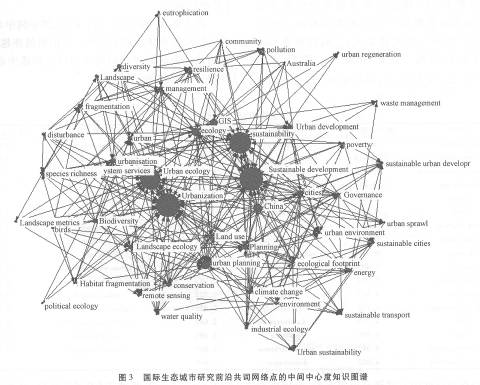 eutrophication
community
pollution
urban regeneration
diversity
resilience
Australia
Landscape
management
waste management
fragmentation
GIS
Urban development
disturbance
urban
ecology
sustainability
poverty
urbanisation
sustainable urban developr
species richness
ystem services
Urban ecology
Sustainable development
Urbanization
cities
Governance
China
Landscape metrics
Biodiversity
urban sprawl
birds
Land use
urban environment
Landscape ecology
Planning
sustainable cities
urban planning
ecological footprint
energy
Habitat fragmentation
conservation
remote sensing
climate change
political ecology
environment
water quality
sustainable transport
industrial ecology
Urban sustainability
图 3 国际生态城市研究前沿共词网络点的中间中心度知识图谱